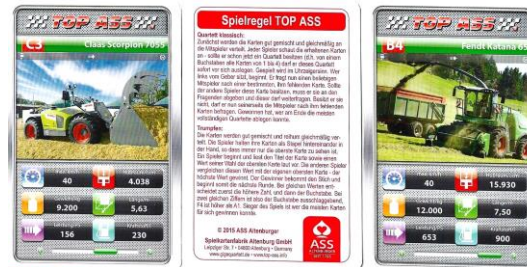 TOP ASS
C3
Claas Scorpion 7055
40
4.038
9.200
5,63
156
230
Spielregel TOP ASS
Quartett klassisch:
Zunächst werden die Karten gut gemischt und gleichmäßig an
die Mitspieler verteilt. Jeder Spieler schaut die erhaltenen Karten
an - sollte er schon jetzt ein Quartett besitzen (d.h. von einem
Buchstaben alle Karten von 1 bis 4) darf er dieses Quartett
sofort vor sich auslegen. Gespielt wird im Uhrzeigersinn. Wer
links vom Geber sitzt, beginnt. Er fragt nun einen beliebigen
Mitspieler nach einer bestimmten, ihm fehlenden Karte. Sollte
der andere Spieler diese Karte besitzen, muss er sie an den
Fragenden abgeben und dieser darf weiterfragen. Besitzt er sie
nicht, darf er nun seinerseits die Mitspieler nach ihm fehlenden
Karten befragen. Gewonnen hat, wer am Ende die meisten
vollständigen Quartette ablegen konnte.
Trumpfen:
Die Karten werden gut gemischt und reihum gleichmäßig ver-
teilt. Die Spieler halten ihre Karten als Stapel hintereinander in
der Hand, so dass immer nur die oberste Karte zu sehen ist.
Ein Spieler beginnt und liest den Titel der Karte sowie einen
Wert seiner Wahl der obersten Karte laut vor. Die anderen Spieler
vergleichen diesen Wert mit der eigenen obersten Karte - der
höchste Wert gewinnt. Der Gewinner bekommt den Stich und
beginnt somit die nächste Runde. Bei gleichen Werten ent-
scheidet zuerst die höhere Zahl, und dann der Buchstabe. Bei
zwei gleichen Ziffern ist also der Buchstabe ausschlaggebend,
F4 ist höher als A1. Sieger des Spiels ist wer die meisten Karten
für sich gewinnen konnte.
© 2015 ASS Altenburger
Spielkartenfabrik Altenburg GmbH
Leipziger Str. 7 • 04600 Altenburg • Germany
ASS
ALTENBURGER
TOP ASS
B4
Fendt Katana 65
40
15.930
12.000
7,50
653
900